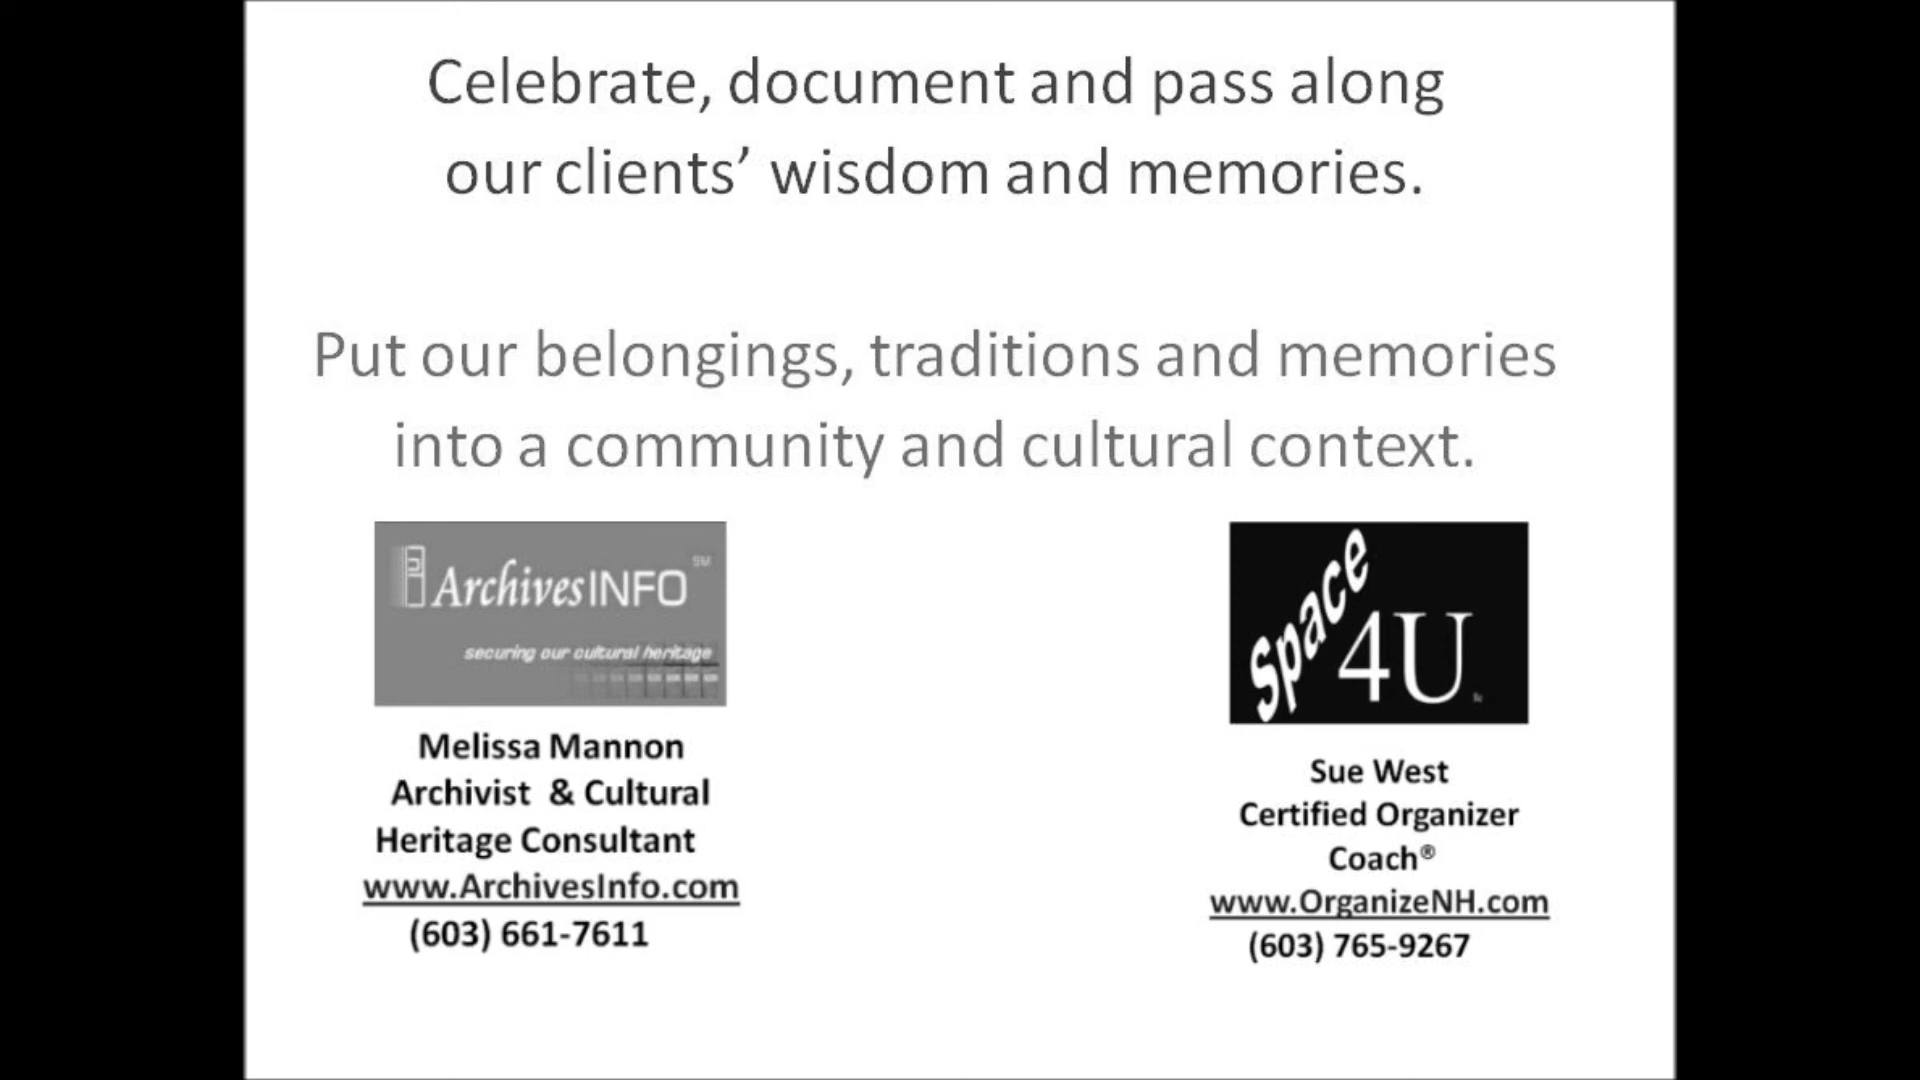 Celebrate, document and pass along
our clients’ wisdom and memories.
Put our belongings, traditions and memories
into a community and cultural context.
ArchivesINFO SM
securing our cultural heritage
Melissa Mannon
Archivist & Cultural
Heritage Consultant
www.ArchivesInfo.com
(603) 661-7611
Space
4U
Sue West
Certified Organizer
Coach®
www.OrganizeNH.com
(603) 765-9267